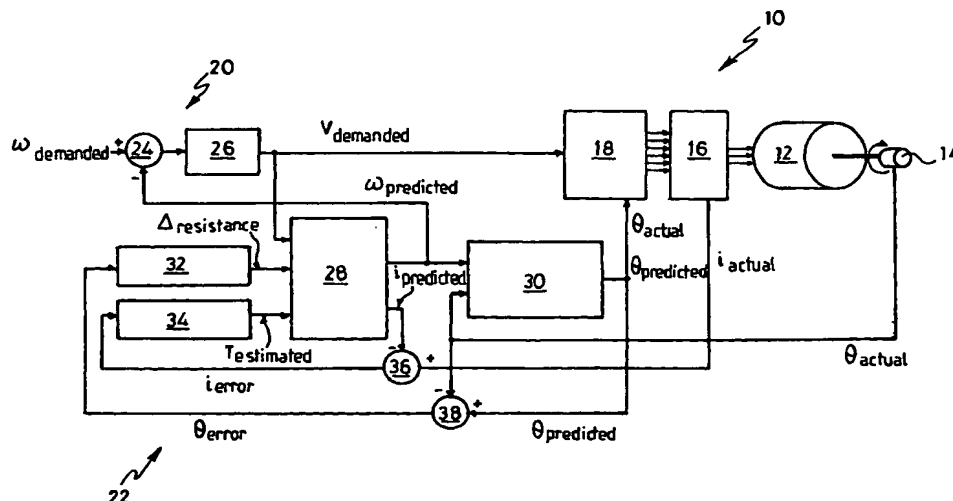 10
20
ω demanded
+
24
-
26
V demanded
18
16
12
14
ω predicted
Δ resistance
32
28
i predicted
30
θ actual
θ predicted
i actual
34
T estimated
-
36
+
θ actual
i error
-
38
+
θ error
θ predicted
22